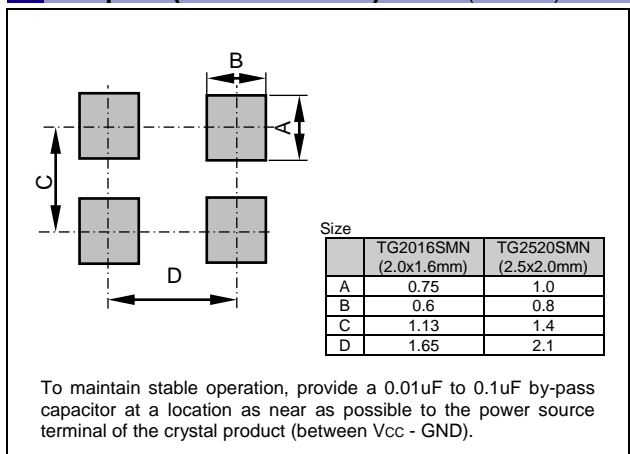 B
A
C
D
Size
TG2016SMN TG2520SMN
(2.0x1.6mm) (2.5x2.0mm)
A 0.75 1.0
B 0.6 0.8
C 1.13 1.4
D 1.65 2.1
To maintain stable operation, provide a 0.01uF to 0.1uF by-pass
capacitor at a location as near as possible to the power source
terminal of the crystal product (between Vcc - GND).